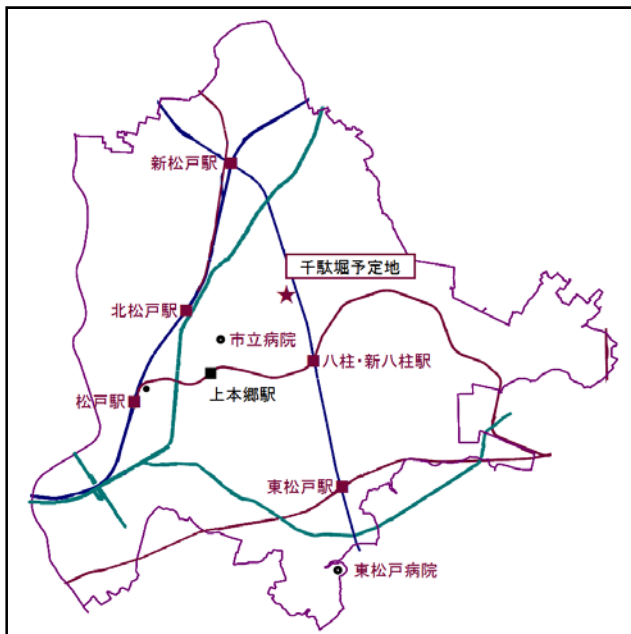 新松戸駅
千駄堀予定地
北松戸駅
市立病院
八柱・新八柱駅
上本郷駅
松戸駅
東松戸駅
東松戸病院